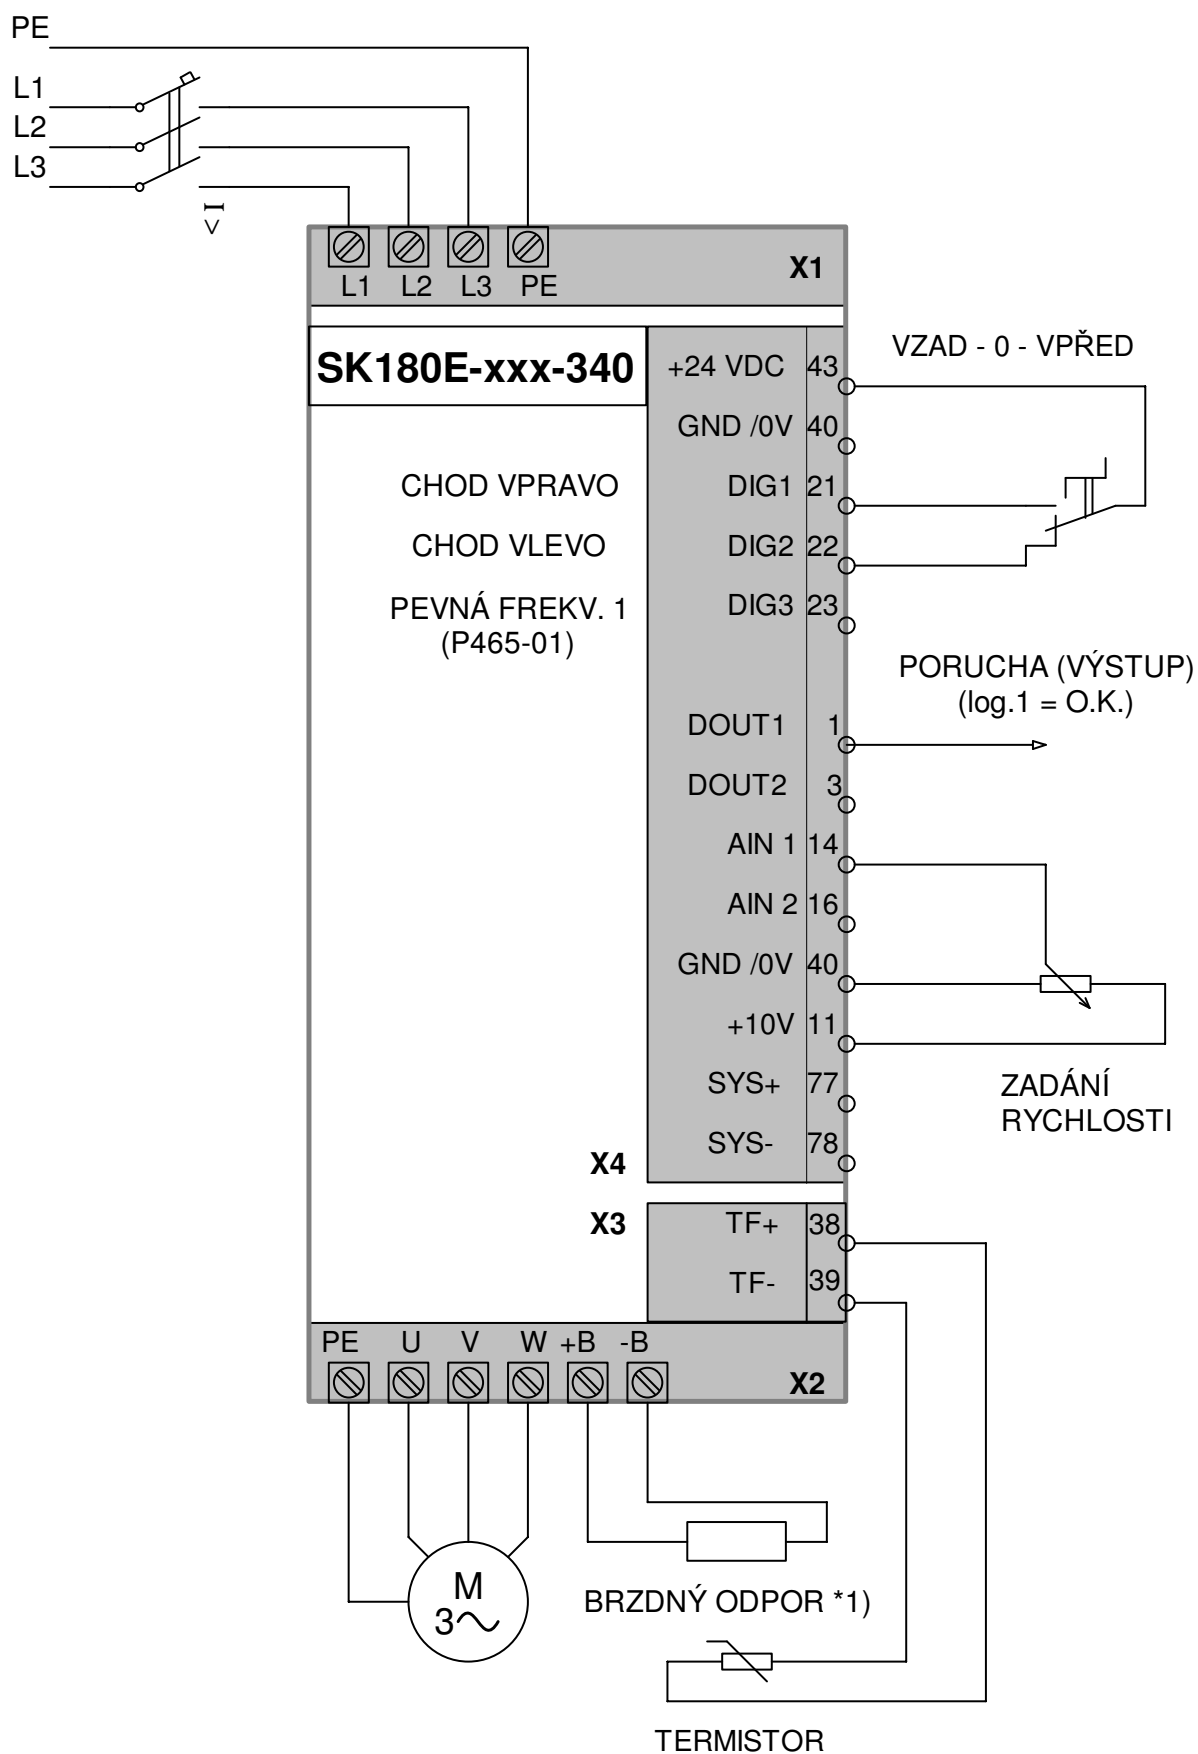 PE
L1
L2
L3
I >
L1 L2 L3 PE
X1
SK180E-xxx-340
+24 VDC 43
VZAD - 0 - VPŘED
GND /0V 40
CHOD VPRAVO
DIG1 21
CHOD VLEVO
DIG2 22
PEVNÁ FREKV. 1
(P465-01)
DIG3 23
PORUCHA (VÝSTUP)
(log.1 = O.K.)
DOUT1 1
DOUT2 3
AIN 1 14
AIN 2 16
GND /0V 40
+10V 11
ZADÁNÍ
RYCHLOSTI
SYS+ 77
SYS- 78
X4
X3
TF+ 38
TF- 39
PE U V W +B -B
X2
M
3~
BRZDNÝ ODPOR *1)
TERMISTOR